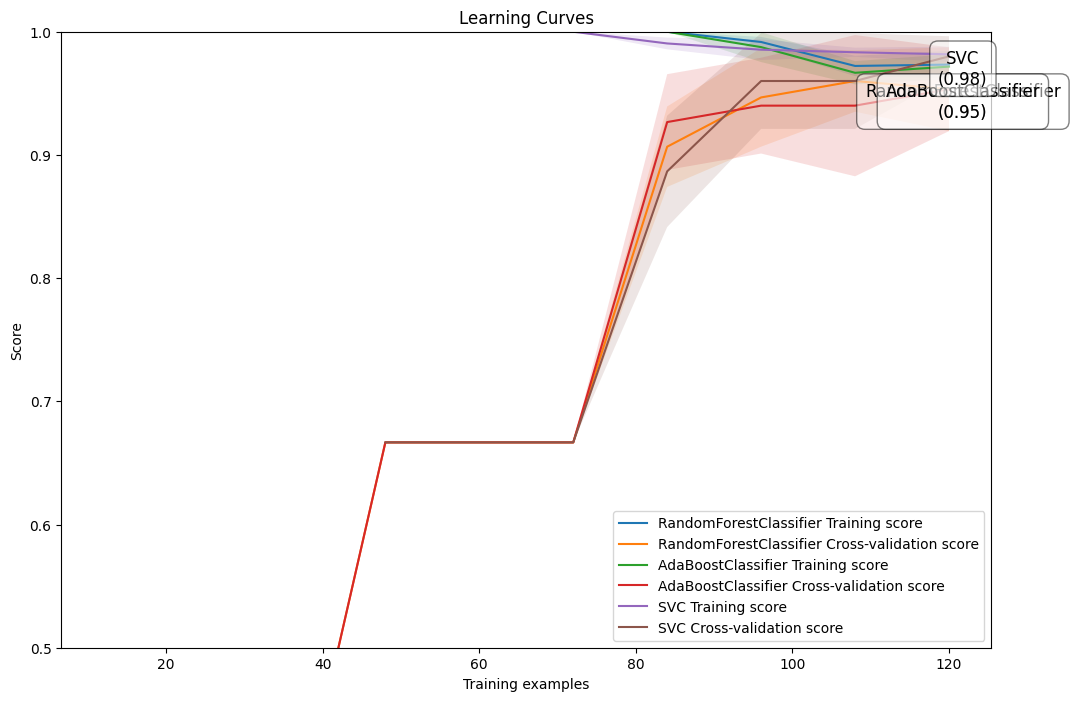 Learning Curves
1.0
0.9
0.8
0.7
0.6
0.5
Score
SVC
(0.98)
RandomForestClassifier
AdaBoostClassifier
(0.95)
RandomForestClassifier Training score
RandomForestClassifier Cross-validation score
AdaBoostClassifier Training score
AdaBoostClassifier Cross-validation score
SVC Training score
SVC Cross-validation score
20 40 60 80 100 120
Training examples